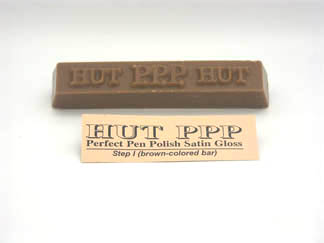 HUT PPP HUT
HUT PPP
Perfect Pen Polish Satin Gloss
Step I (brown-colored bar)